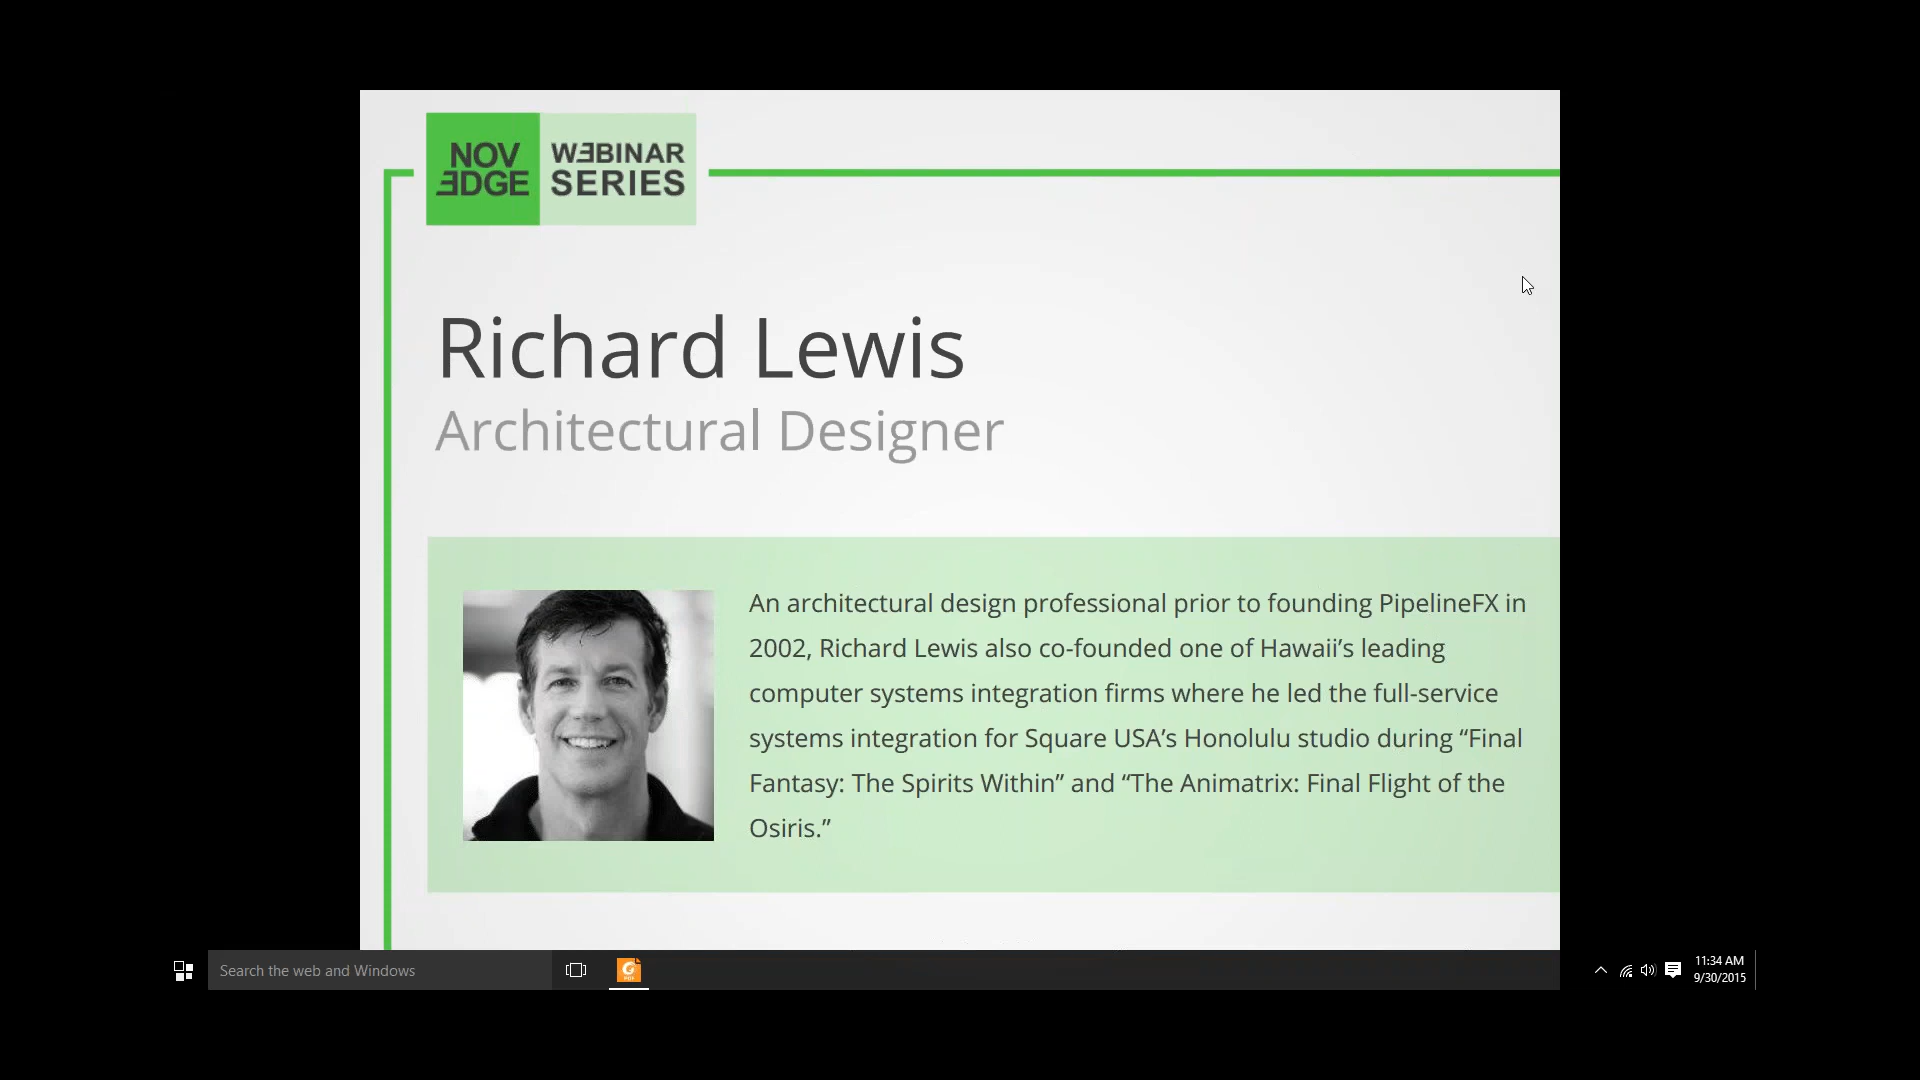 NOV
EDGE
WEBINAR
SERIES
Richard Lewis
Architectural Designer
An architectural design professional prior to founding PipelineFX in
2002, Richard Lewis also co-founded one of Hawaii’s leading
computer systems integration firms where he led the full-service
systems integration for Square USA’s Honolulu studio during “Final
Fantasy: The Spirits Within” and “The Animatrix: Final Flight of the
Osiris.”
Search the web and Windows
11:34 AM
9/30/2015